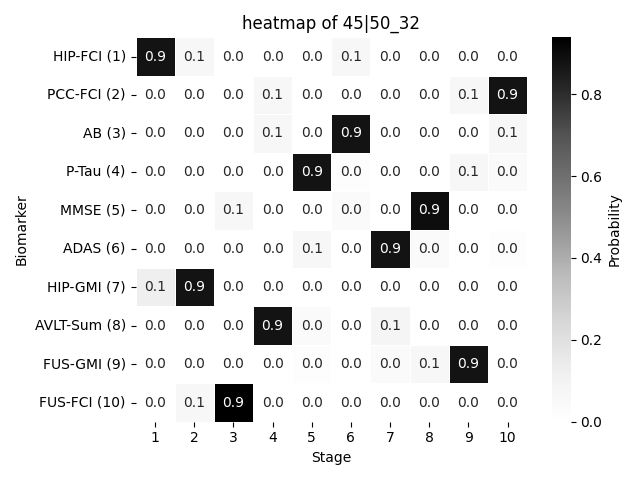 heatmap of 45|50_32
HIP-FCI (1) 0.9 0.1 0.0 0.0 0.0 0.1 0.0 0.0 0.0 0.0
PCC-FCI (2) 0.0 0.0 0.0 0.1 0.0 0.0 0.0 0.0 0.1 0.9
AB (3) 0.0 0.0 0.0 0.1 0.0 0.9 0.0 0.0 0.0 0.1
P-Tau (4) 0.0 0.0 0.0 0.0 0.9 0.0 0.0 0.0 0.1 0.0
MMSE (5) 0.0 0.0 0.1 0.0 0.0 0.0 0.0 0.9 0.0 0.0
ADAS (6) 0.0 0.0 0.0 0.0 0.1 0.0 0.9 0.0 0.0 0.0
HIP-GMI (7) 0.1 0.9 0.0 0.0 0.0 0.0 0.0 0.0 0.0 0.0
AVLT-Sum (8) 0.0 0.0 0.0 0.9 0.0 0.0 0.1 0.0 0.0 0.0
FUS-GMI (9) 0.0 0.0 0.0 0.0 0.0 0.0 0.0 0.1 0.9 0.0
FUS-FCI (10) 0.0 0.1 0.9 0.0 0.0 0.0 0.0 0.0 0.0 0.0
1 2 3 4 5 6 7 8 9 10
Stage
Biomarker
0.8
0.6
0.4
0.2
0.0
Probability